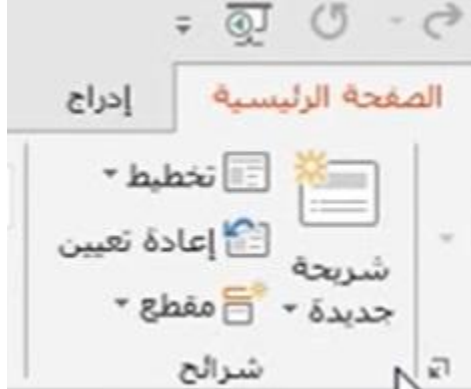 الصفحة الرئيسية
إدراج
شريحة
جديدة
تخطيط
إعادة تعيين
مقطع
شرائح